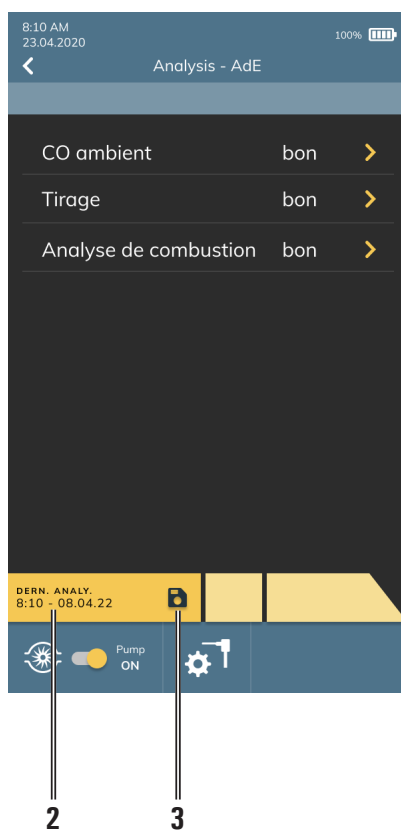 8:10 AM
23.04.2020
100%
Analysis - AdE
CO ambient bon
Tirage bon
Analyse de combustion bon
DERN. ANALY.
8:10 - 08.04.22
Pump
ON
2 3